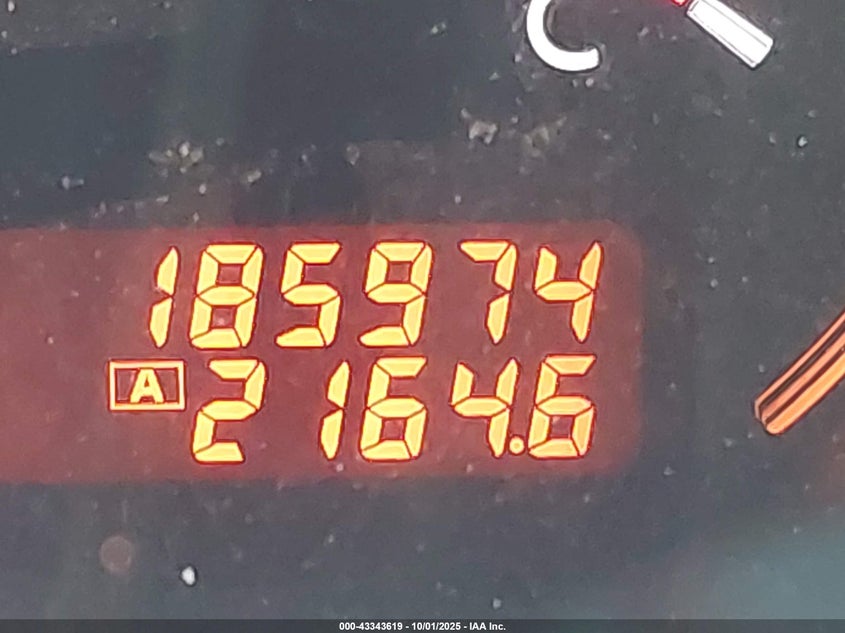 185974
A 2164.6
C
000-43343619 - 10/01/2025 - IAA Inc.